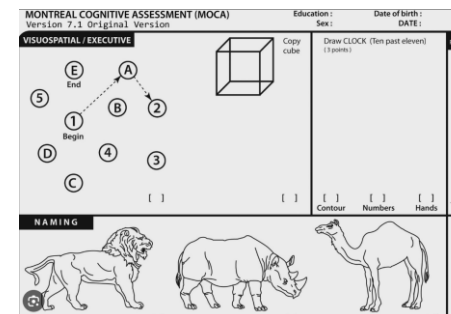 MONTREAL COGNITIVE ASSESSMENT (MOCA)
Version 7.1 Original Version
Education :
Sex :
Date of birth :
DATE :
VISUOSPATIAL / EXECUTIVE
E
End
A
5
B
2
1
Begin
D
4
3
C
[ ]
Copy
cube
[ ]
Draw CLOCK (Ten past eleven)
( 3 points )
[ ] [ ] [ ]
Contour Numbers Hands
NAMING